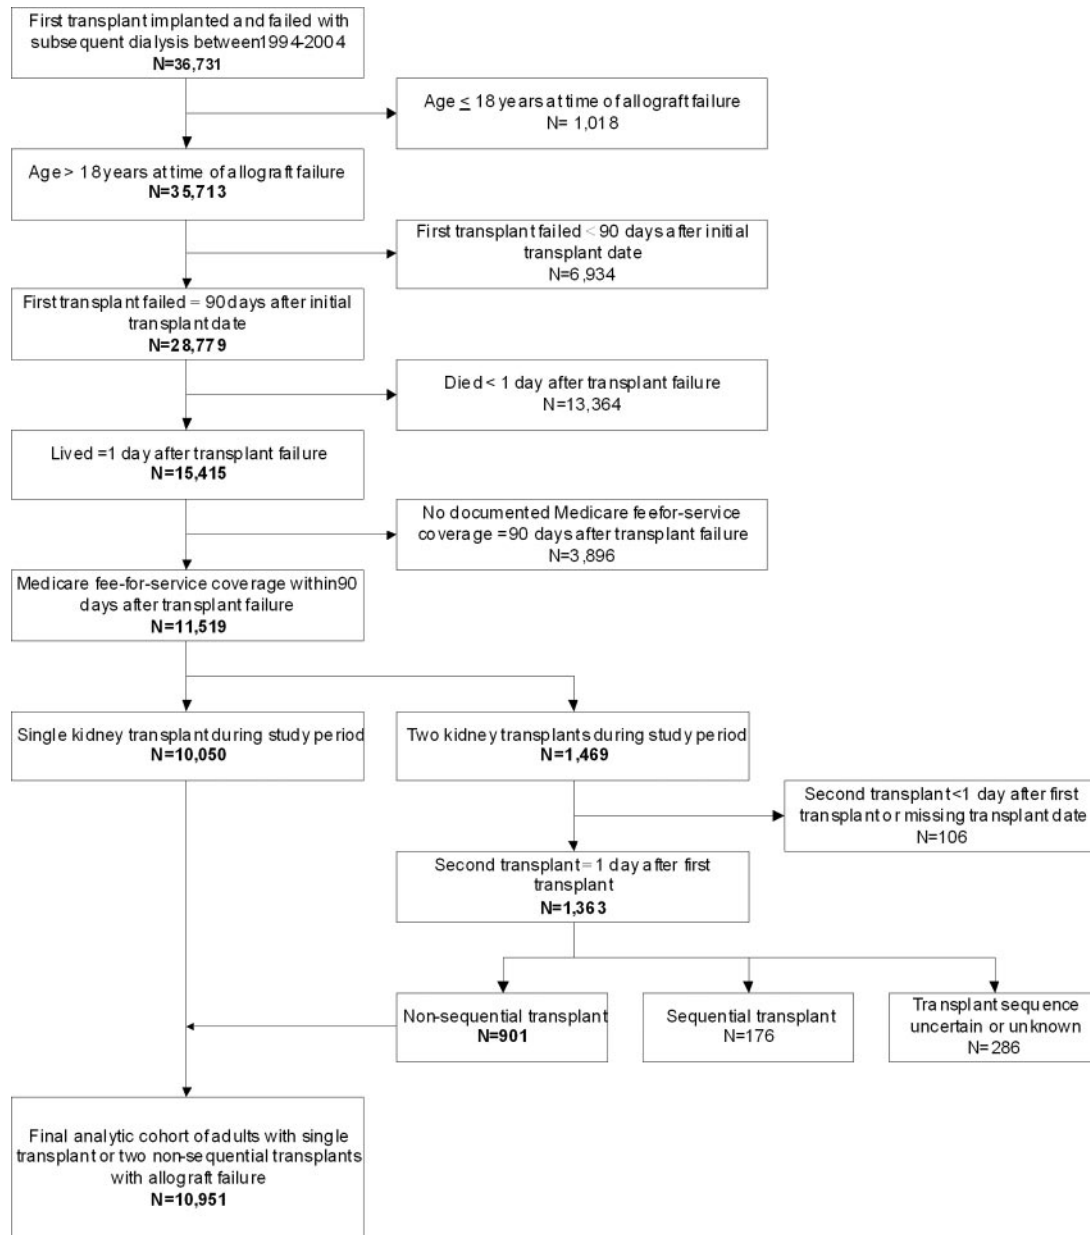 First transplant implanted and failed with
subsequent dialysis between1994-2004
N=36,731
Age ≤ 18 years at time of allograft failure
N= 1,018
Age > 18 years at time of allograft failure
N=35,713
First transplant failed < 90 days after initial
transplant date
N=6,934
First transplant failed = 90 days after initial
transplant date
N=28,779
Died < 1 day after transplant failure
N=13,364
Lived =1 day after transplant failure
N=15,415
No documented Medicare feefor-service
coverage =90 days after transplant failure
N=3,896
Medicare fee-for-service coverage within90
days after transplant failure
N=11,519
Single kidney transplant during study period
N=10,050
Two kidney transplants during study period
N=1,469
Second transplant<1 day after first
transplant or missing transplant date
N=106
Second transplant= 1 day after first
transplant
N=1,363
Non-sequential transplant
N=901
Sequential transplant
N=176
Transplant sequence
uncertain or unknown
N=286
Final analytic cohort of adults with single
transplant or two non-sequential transplants
with allograft failure
N=10,951